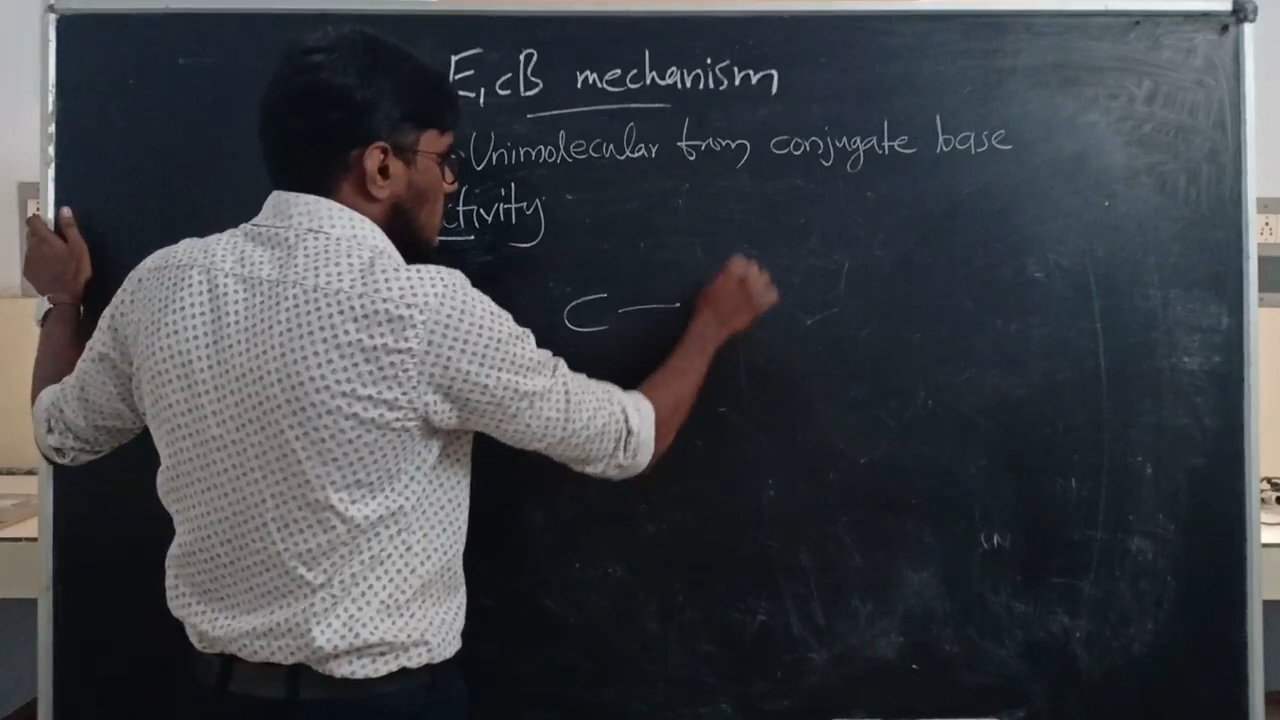 E₁cB mechanism
Unimolecular from conjugate base
ctivity
C —